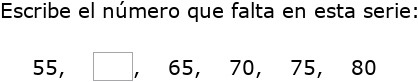 Escribe el número que falta en esta serie:
55, , 65, 70, 75, 80